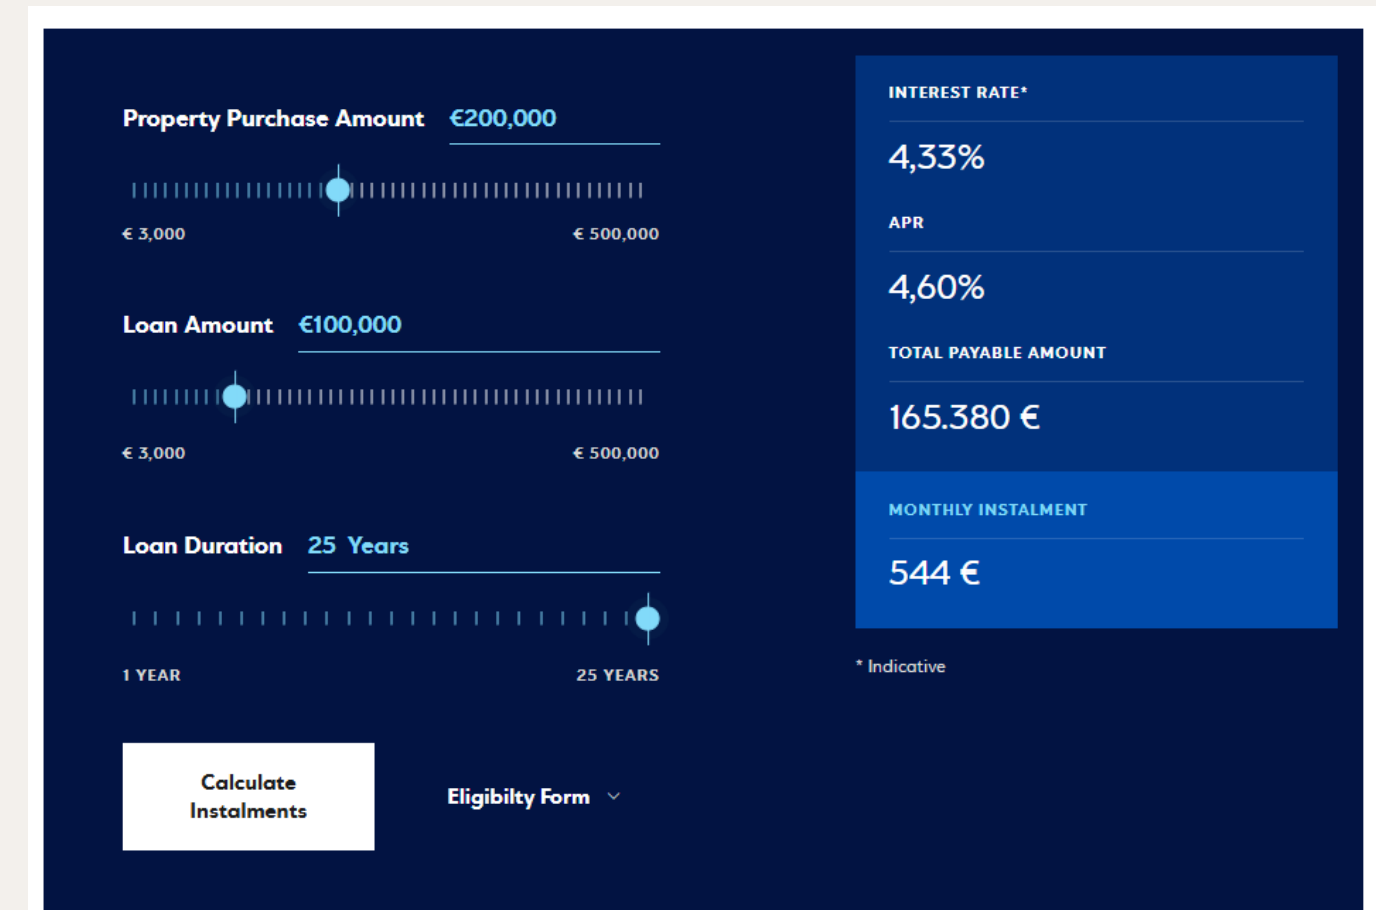 Property Purchase Amount €200,000
€ 3,000 € 500,000
Loan Amount €100,000
€ 3,000 € 500,000
Loan Duration 25 Years
1 YEAR 25 YEARS
Calculate
Instalments
Eligibilty Form
INTEREST RATE*
4,33%
APR
4,60%
TOTAL PAYABLE AMOUNT
165.380 €
MONTHLY INSTALMENT
544 €
* Indicative